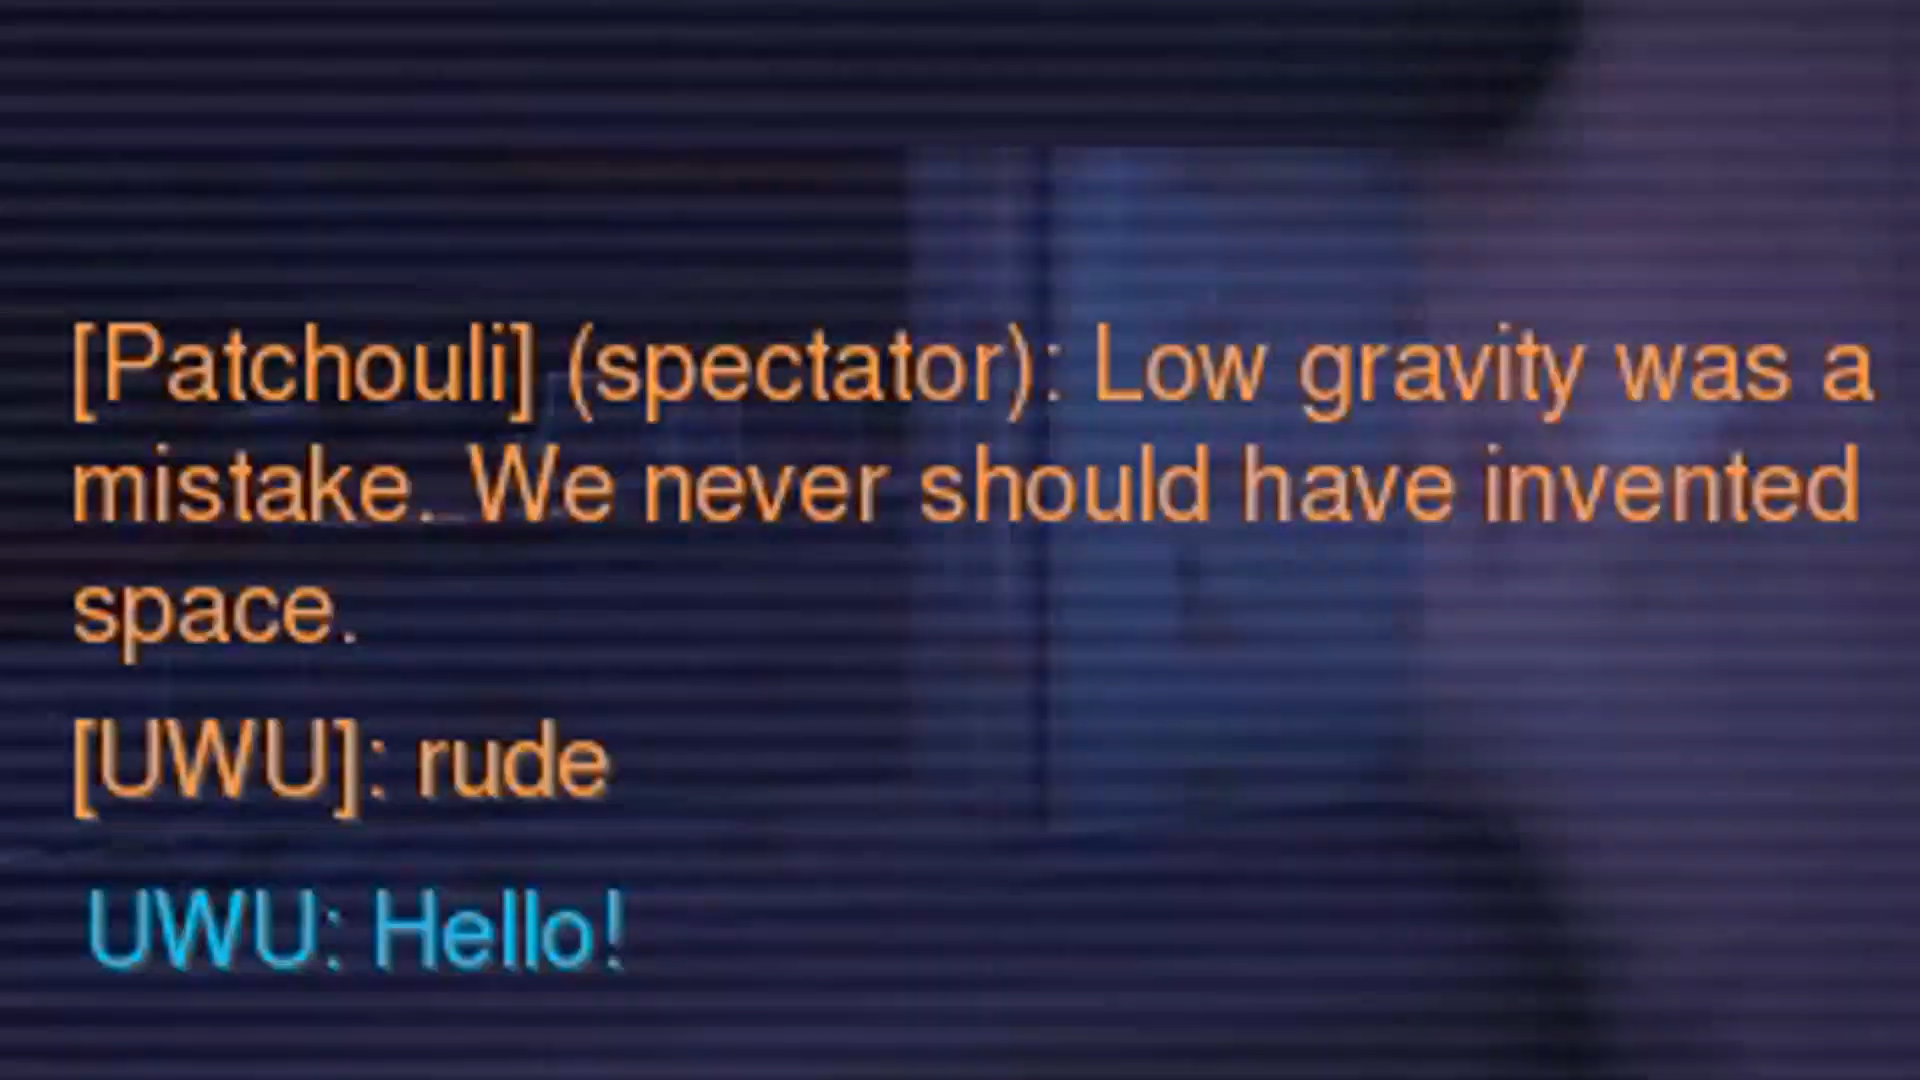 [Patchouli] (spectator): Low gravity was a
mistake. We never should have invented
space.
[UWU]: rude
UWU: Hello!